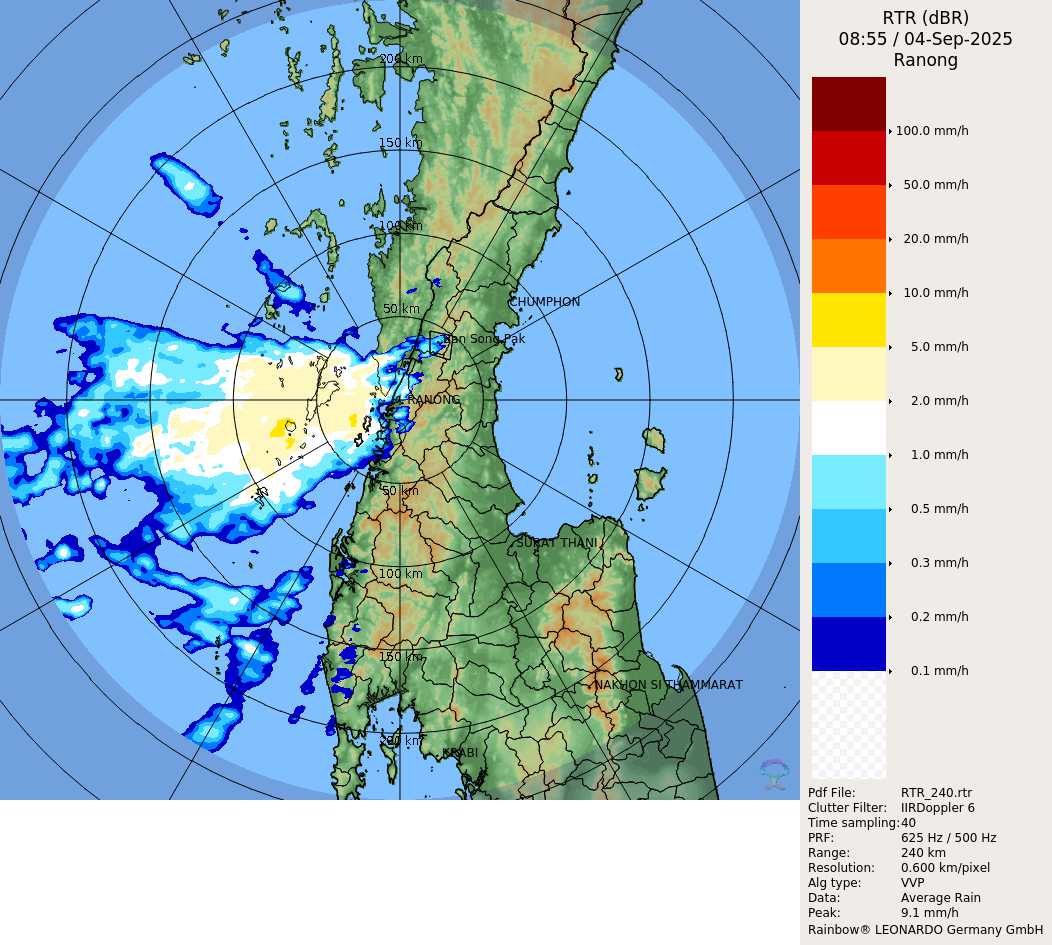 RTR (dBR)
08:55 / 04-Sep-2025
Ranong
200 km
150 km
100 km
50 km
CHUMPHON
Ban Song Pak
RANONG
50 km
SURAT THANI
100 km
150 km
NAKHON SI THAMMARAT
200 km
KRABI
100.0 mm/h
50.0 mm/h
20.0 mm/h
10.0 mm/h
5.0 mm/h
2.0 mm/h
1.0 mm/h
0.5 mm/h
0.3 mm/h
0.2 mm/h
0.1 mm/h
Pdf File: RTR_240.rtr
Clutter Filter: IIRDoppler 6
Time sampling:40
PRF: 625 Hz / 500 Hz
Range: 240 km
Resolution: 0.600 km/pixel
Alg type: VVP
Data: Average Rain
Peak: 9.1 mm/h
Rainbow® LEONARDO Germany GmbH